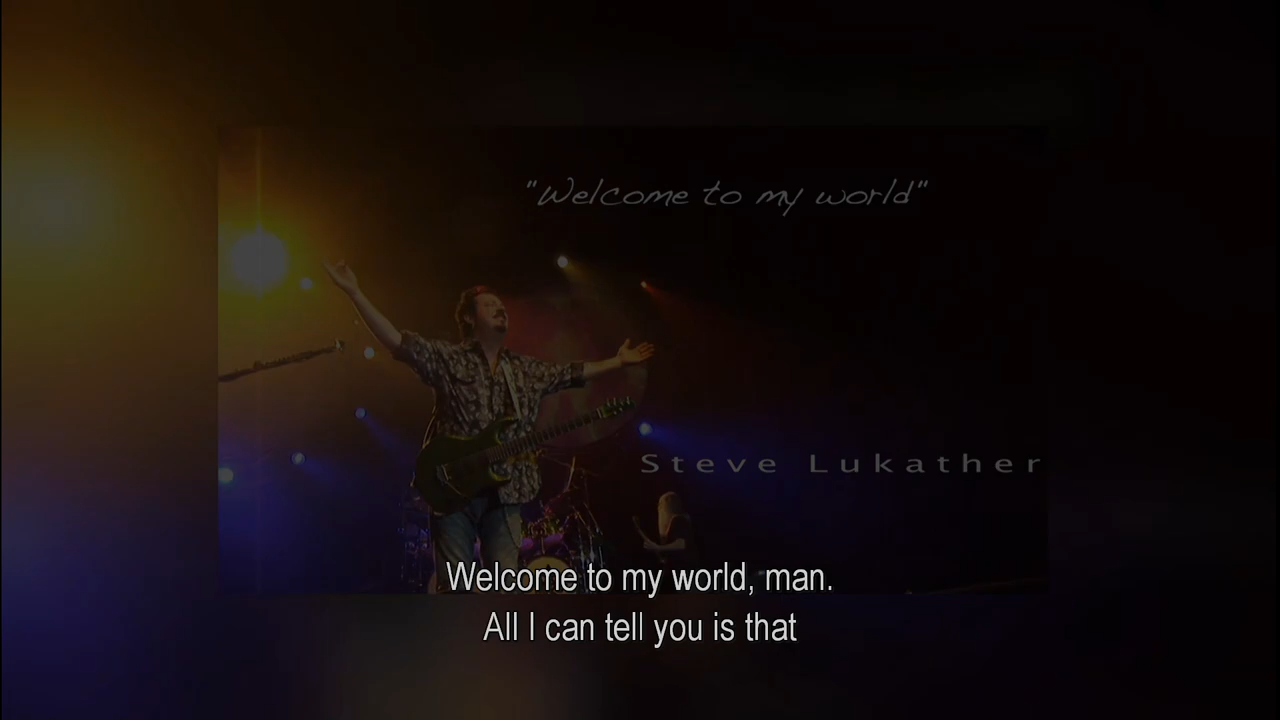 "Welcome to my world"
Steve Lukather
Welcome to my world, man.
All I can tell you is that